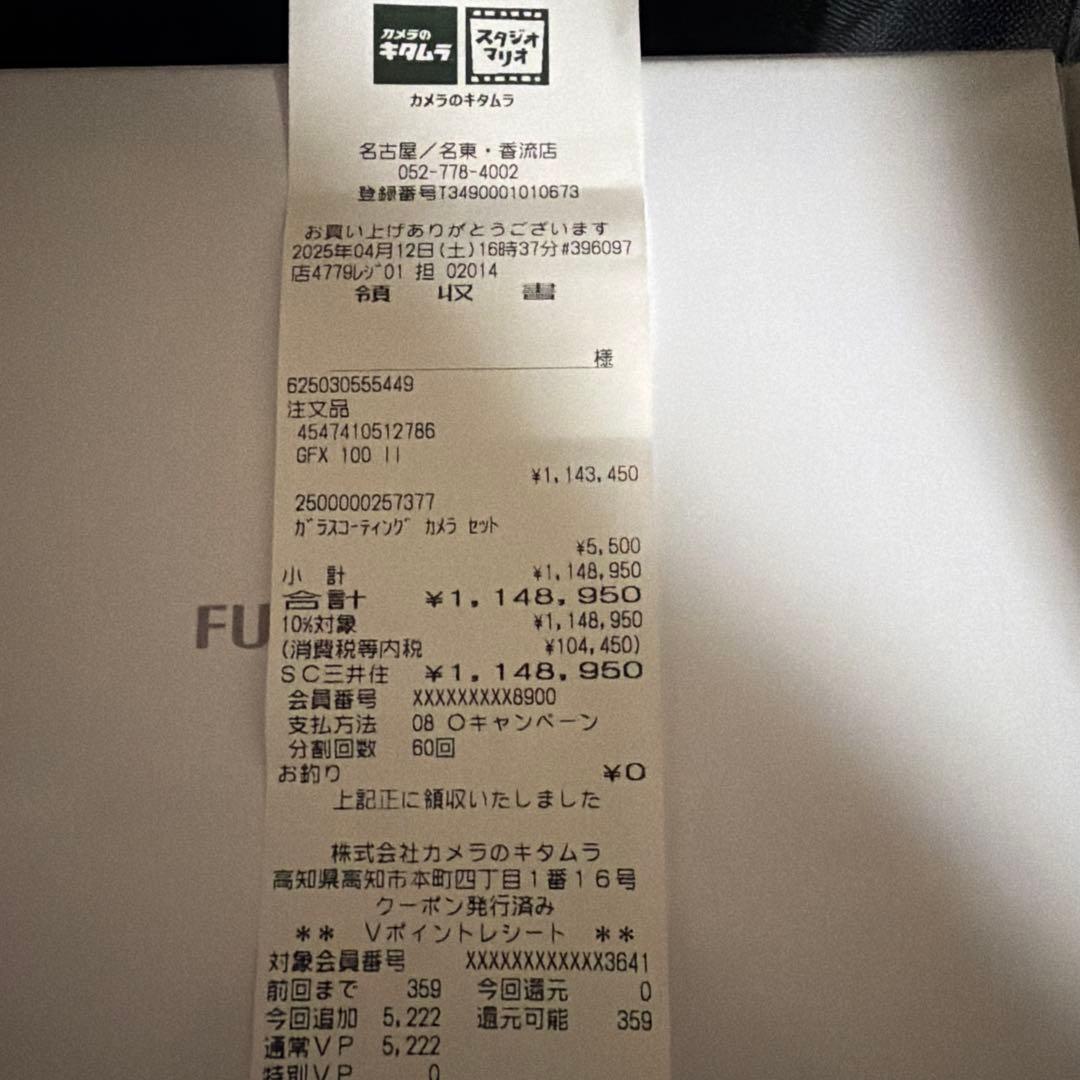 カメラの
キタムラ
スタジオ
マリオ
カメラのキタムラ
名古屋/名東・香流店
052-778-4002
登録番号T3490001010673
お買い上げありがとうございます
2025年04月12日(土)16時37分#396097
店4779ﾚｼﾞ01 担 02014
領 収 書
様
625030555449
注文品
4547410512786
GFX 100 II
¥1,143,450
2500000257377
ｶﾞﾗｽｺｰﾃｨﾝｸﾞ ｶﾒﾗ ｾｯﾄ
¥5,500
小 計 ¥1,148,950
合計 ¥1,148,950
10%対象 ¥1,148,950
(消費税等内税 ¥104,450)
SC三井住 ¥1,148,950
会員番号 XXXXXXXXX8900
支払方法 08 〇キャンペーン
分割回数 60回
お釣り ¥0
上記正に領収いたしました
株式会社カメラのキタムラ
高知県高知市本町四丁目1番16号
クーポン発行済み
** Vポイントレシート **
対象会員番号 XXXXXXXXXXXX3641
前回まで 359 今回還元 0
今回追加 5,222 還元可能 359
通常VP 5,222
特別VP 0
FU